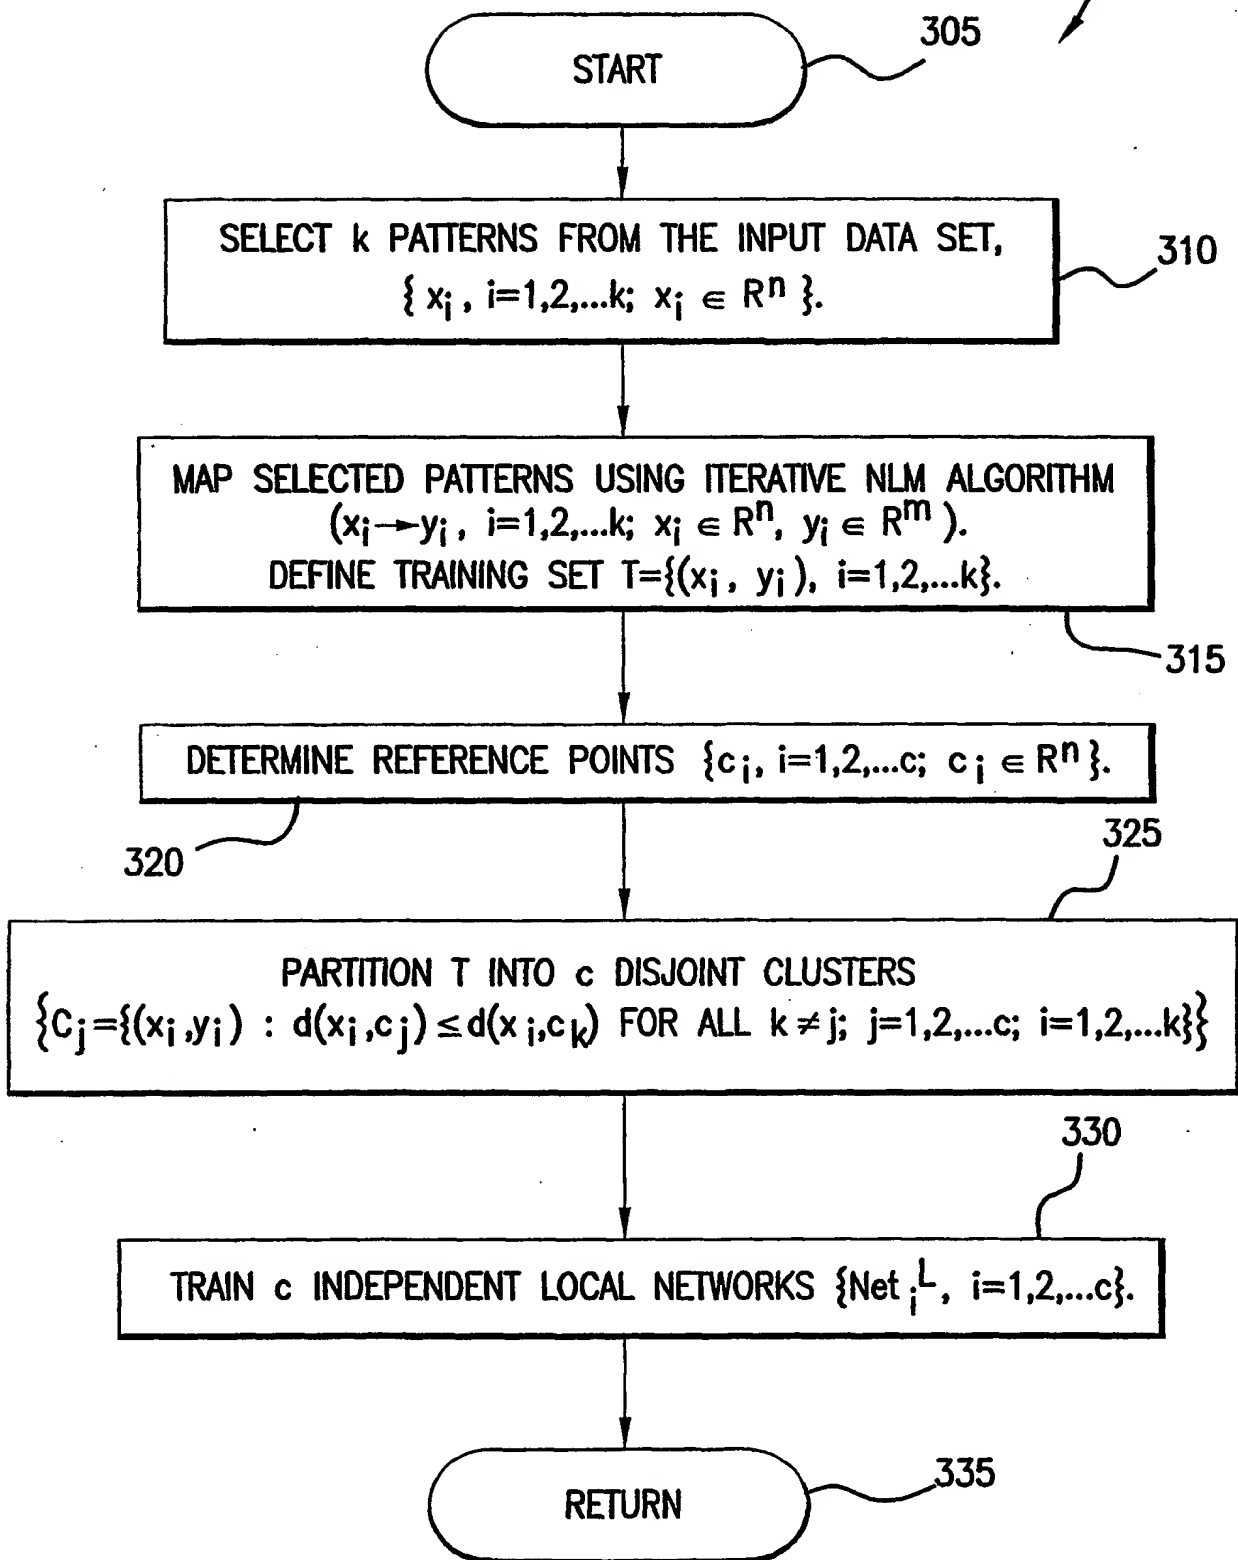 START
305
SELECT k PATTERNS FROM THE INPUT DATA SET,
{ xᵢ, i=1,2,...k; xᵢ ∈ Rⁿ }.
310
MAP SELECTED PATTERNS USING ITERATIVE NLM ALGORITHM
(xᵢ→yᵢ, i=1,2,...k; xᵢ ∈ Rⁿ, yᵢ ∈ Rᵐ).
DEFINE TRAINING SET T={(xᵢ, yᵢ), i=1,2,...k}.
315
DETERMINE REFERENCE POINTS {cᵢ, i=1,2,...c; cᵢ ∈ Rⁿ}.
320
325
PARTITION T INTO c DISJOINT CLUSTERS
{Cⱼ={(xᵢ,yᵢ) : d(xᵢ,cⱼ) ≤ d(xᵢ,cₖ) FOR ALL k ≠ j; j=1,2,...c; i=1,2,...k}}
330
TRAIN c INDEPENDENT LOCAL NETWORKS {Netᵢᴸ, i=1,2,...c}.
RETURN
335